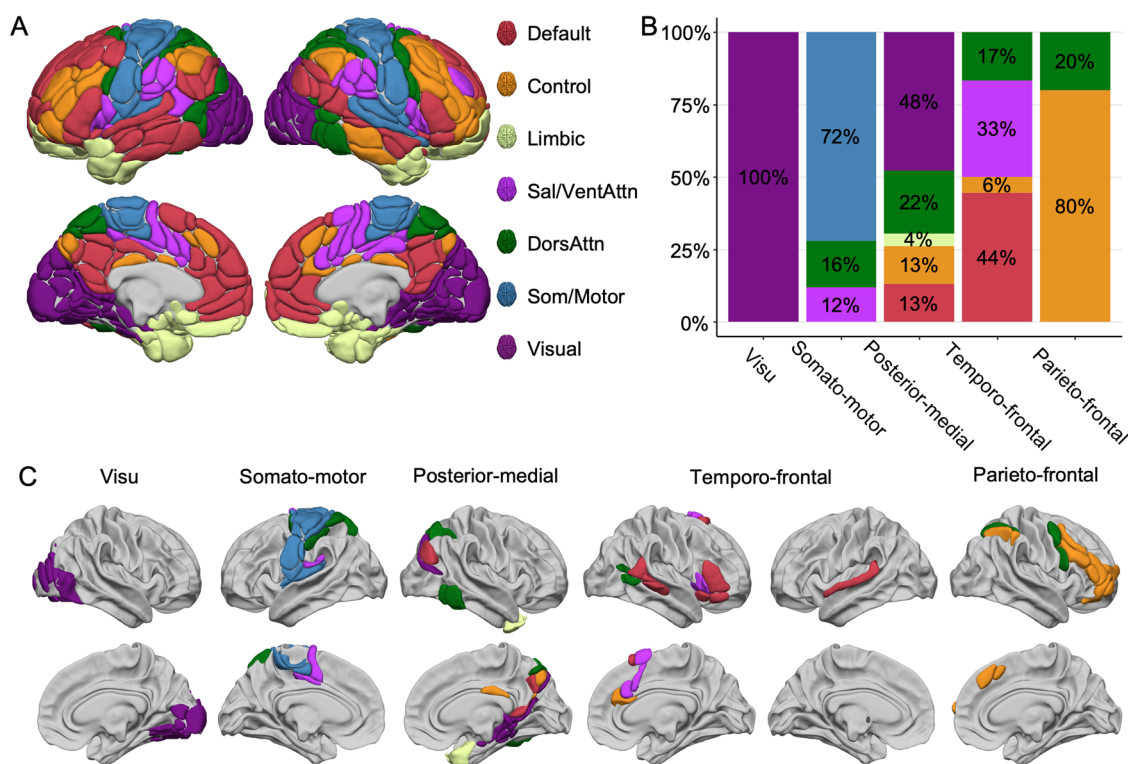 A
Default
Control
Limbic
Sal/VentAttn
DorsAttn
Som/Motor
Visual
B
100%
75%
50%
25%
0%
100%
72%
16%
12%
48%
22%
4%
13%
13%
17%
33%
6%
44%
20%
80%
Visu
Somato-motor
Posterior-medial
Temporo-frontal
Parieto-frontal
C
Visu
Somato-motor
Posterior-medial
Temporo-frontal
Parieto-frontal